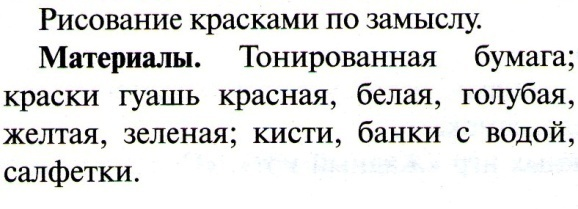 Рисование красками по замыслу.
Материалы. Тонированная бумага;
краски гуашь красная, белая, голубая,
желтая, зеленая; кисти, банки с водой,
салфетки.